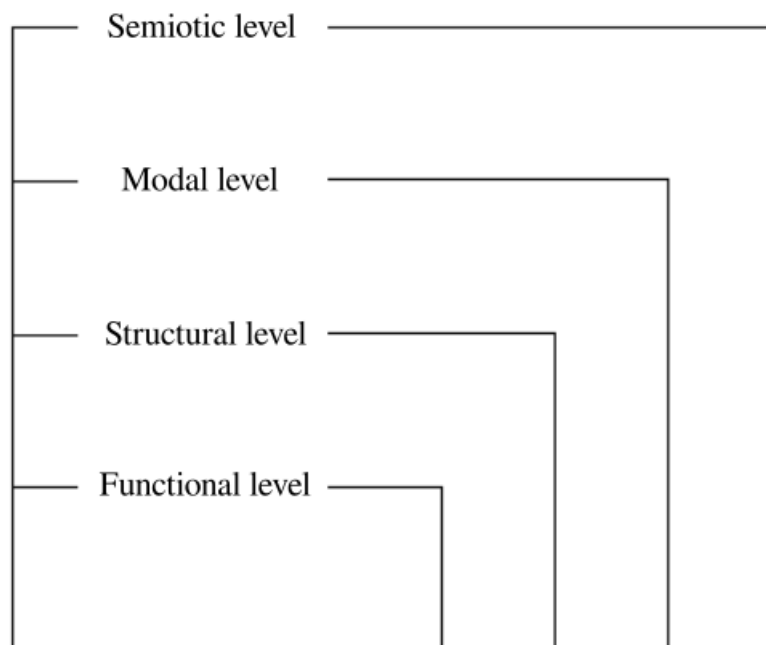 Semiotic level
Modal level
Structural level
Functional level